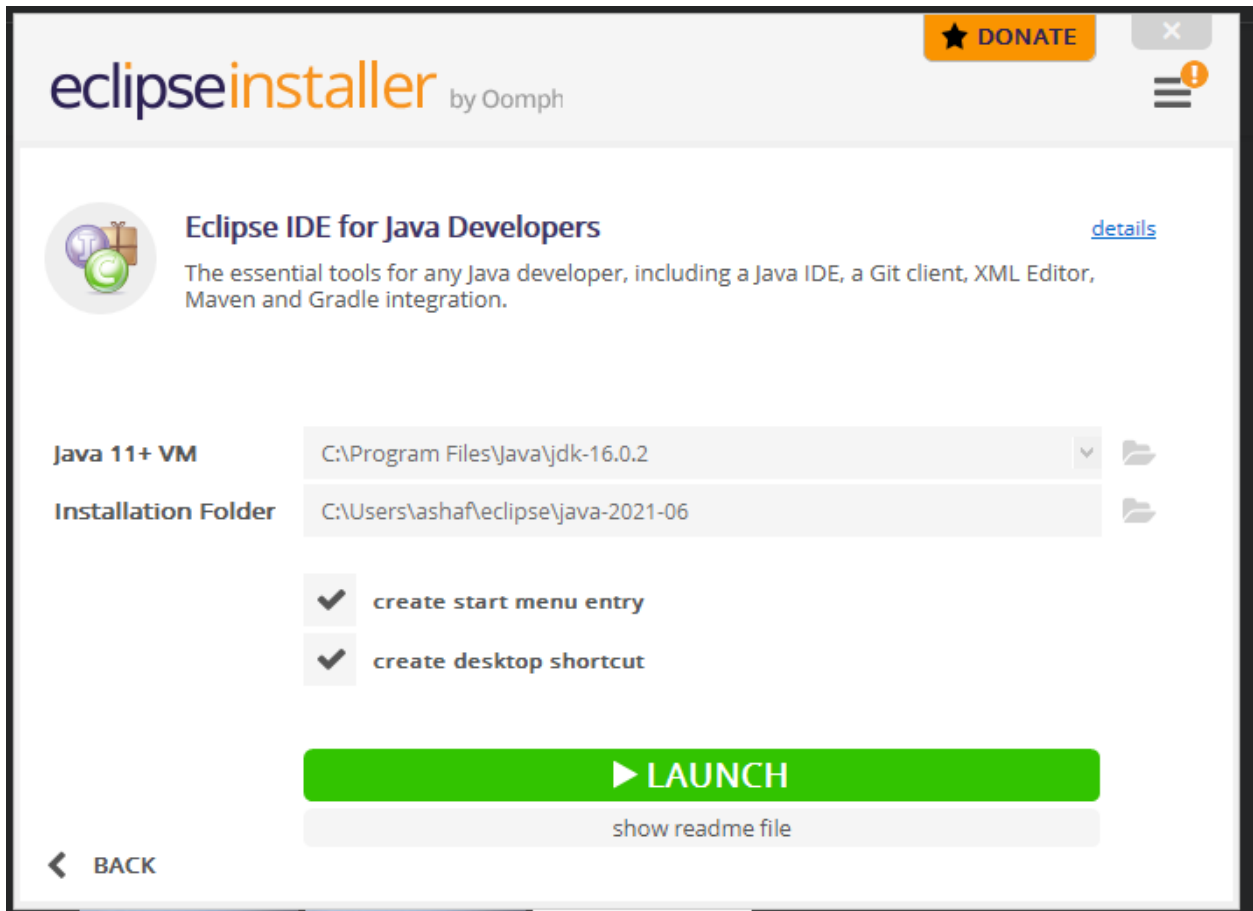 DONATE
eclipseinstaller by Oomph
Eclipse IDE for Java Developers
details
The essential tools for any Java developer, including a Java IDE, a Git client, XML Editor,
Maven and Gradle integration.
Java 11+ VM C:\Program Files\Java\jdk-16.0.2
Installation Folder C:\Users\ashaf\eclipse\java-2021-06
create start menu entry
create desktop shortcut
LAUNCH
show readme file
BACK